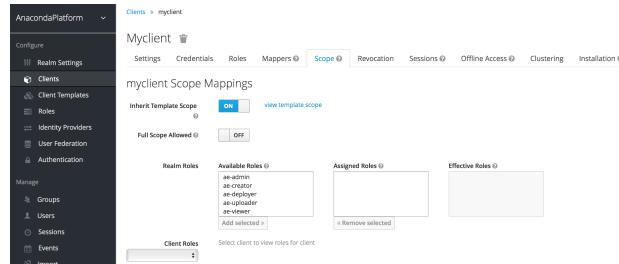 AnacondaPlatform
Configure
Realm Settings
Clients
Client Templates
Roles
Identity Providers
User Federation
Authentication
Manage
Groups
Users
Sessions
Events
Import
Clients » myclient
Myclient
Settings Credentials Roles Mappers Scope Revocation Sessions Offline Access Clustering Installation
myclient Scope Mappings
Inherit Template Scope ON view template scope
Full Scope Allowed OFF
Realm Roles Available Roles Assigned Roles Effective Roles
ae-admin
ae-creator
ae-deployer
ae-uploader
ae-viewer
Add selected » « Remove selected
Client Roles Select client to view roles for client